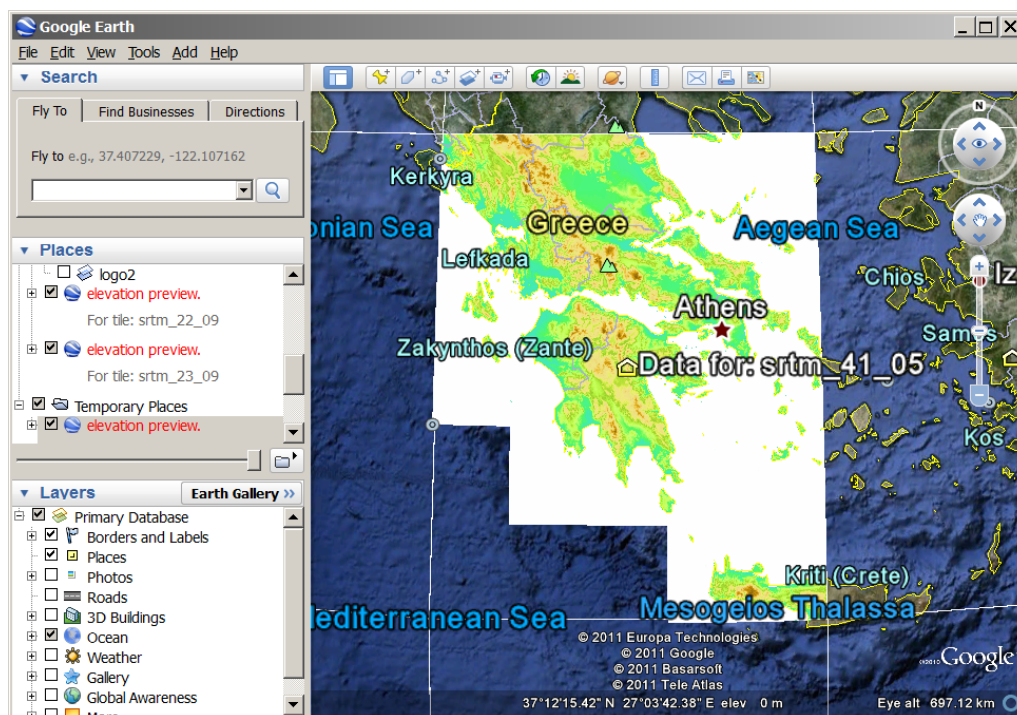 Google Earth
File Edit View Tools Add Help
Search
Fly To Find Businesses Directions
Fly to e.g., 37.407229, -122.107162
Places
logo2
elevation preview.
For tile: srtm_22_09
elevation preview.
For tile: srtm_23_09
Temporary Places
elevation preview.
Layers
Earth Gallery »
Primary Database
Borders and Labels
Places
Photos
Roads
3D Buildings
Ocean
Weather
Gallery
Global Awareness
N
Kerkyra
onian Sea
Greece
Aegean Sea
Lefkada
Chios
Iz
Athens
Zakynthos (Zante)
Data for: srtm_41_05
Samos
Kos
Kriti (Crete)
lediterranean Sea
Mesogeios Thalassa
© 2011 Europa Technologies
© 2011 Google
© 2011 Basarsoft
© 2011 Tele Atlas
©2010 Google
37°12'15.42" N 27°03'42.38" E elev 0 m
Eye alt 697.12 km